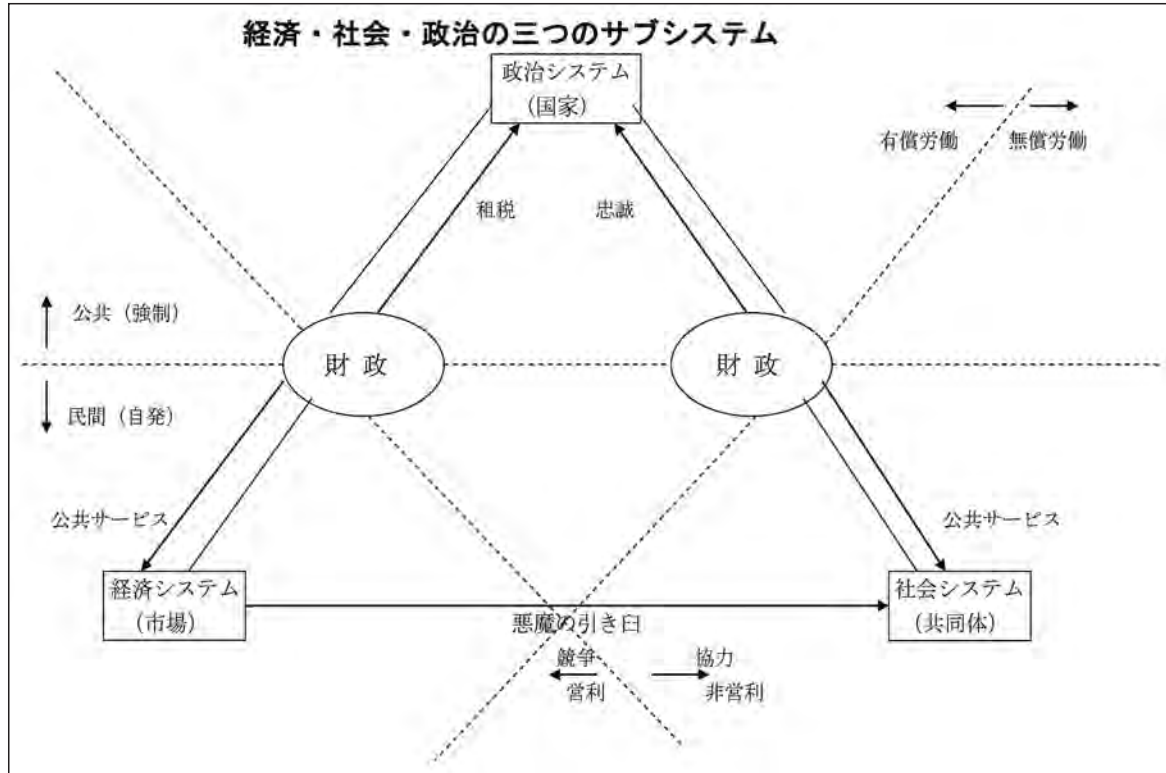 経済・社会・政治の三つのサブシステム
政治システム
（国家）
有償労働
無償労働
租税
忠誠
公共（強制）
財政
財政
民間（自発）
公共サービス
公共サービス
経済システム
（市場）
社会システム
（共同体）
悪魔の引き臼
競争
協力
営利
非営利